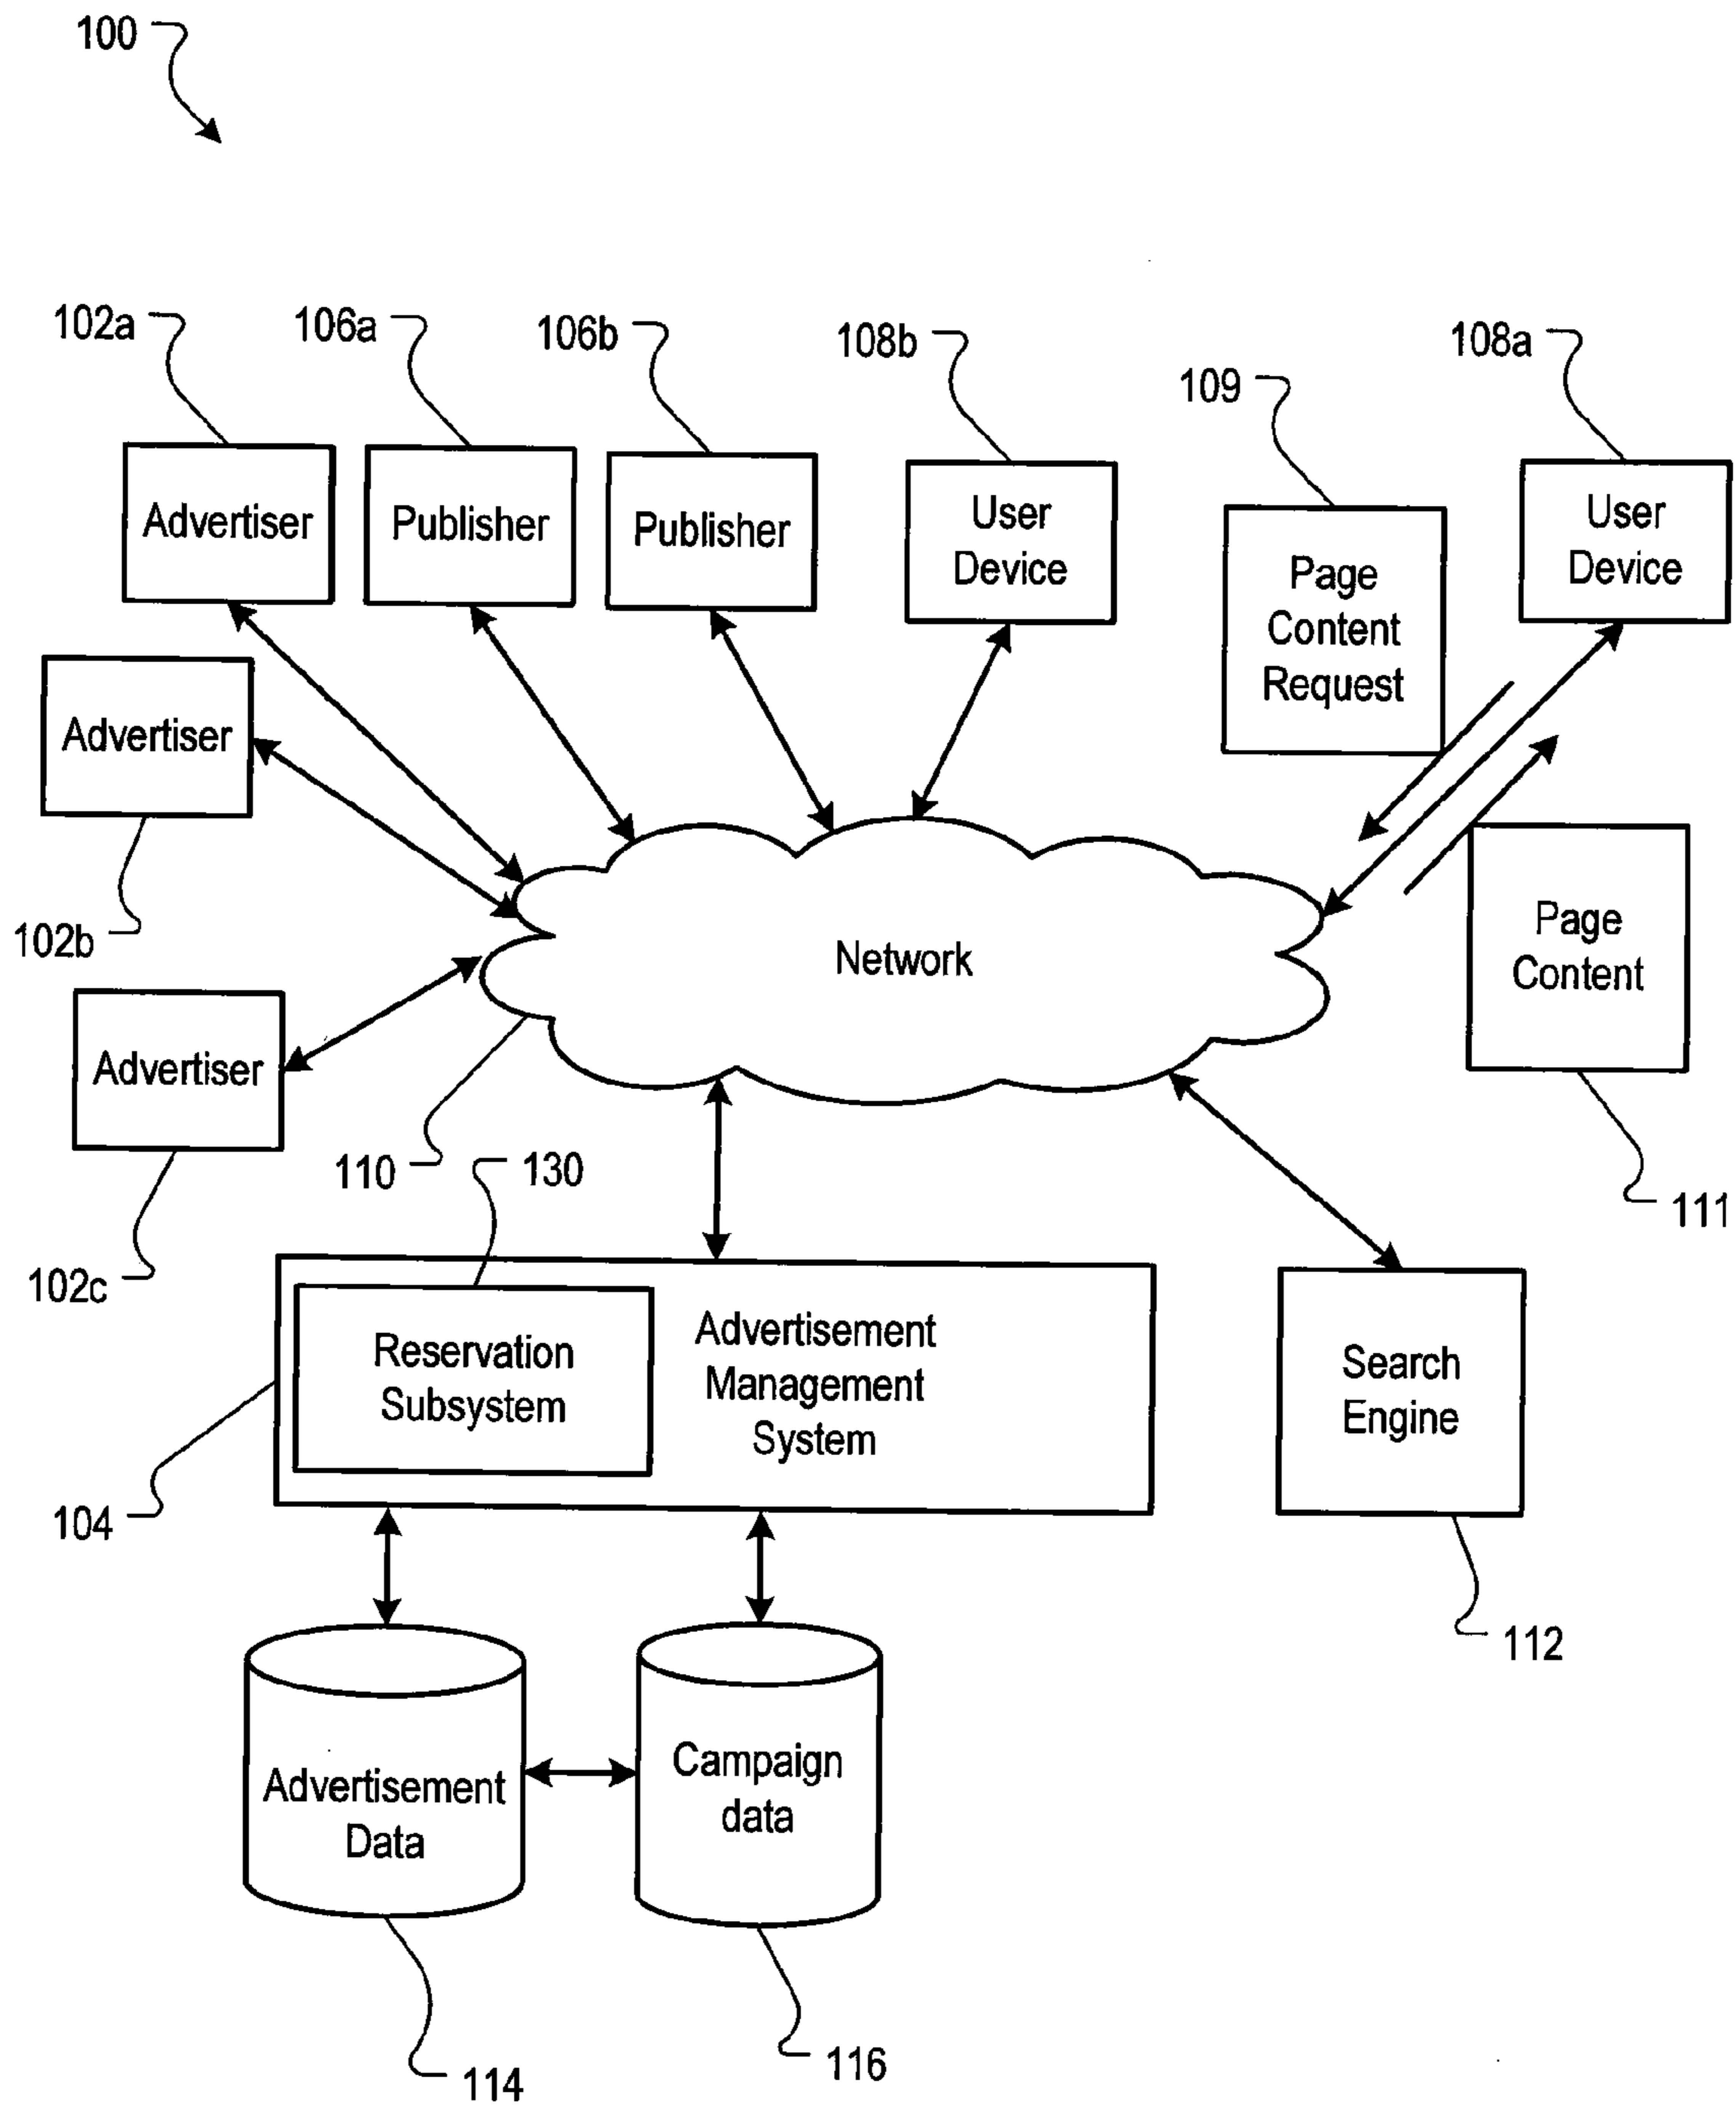 100
102a
106a
106b
108b
109
108a
Advertiser
Publisher
Publisher
User
Device
Page
Content
Request
User
Device
Advertiser
102b
Network
Page
Content
Advertiser
110
130
111
102c
Reservation
Subsystem
Advertisement
Management
System
Search
Engine
104
112
Advertisement
Data
Campaign
data
114
116